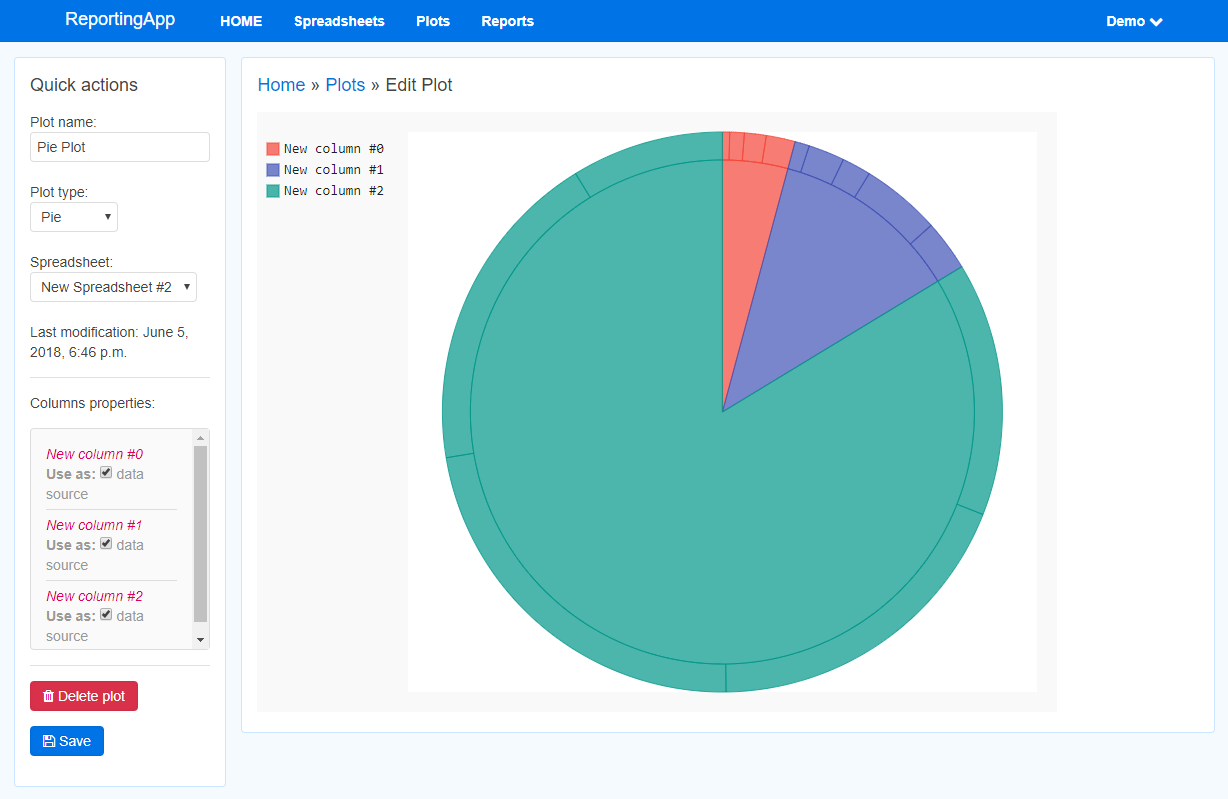 ReportingApp HOME Spreadsheets Plots Reports Demo
Quick actions
Plot name:
Pie Plot
Plot type:
Pie
Spreadsheet:
New Spreadsheet #2
Last modification: June 5,
2018, 6:46 p.m.
Columns properties:
New column #0
Use as: data
source
New column #1
Use as: data
source
New column #2
Use as: data
source
Delete plot
Save
Home » Plots » Edit Plot
New column #0
New column #1
New column #2